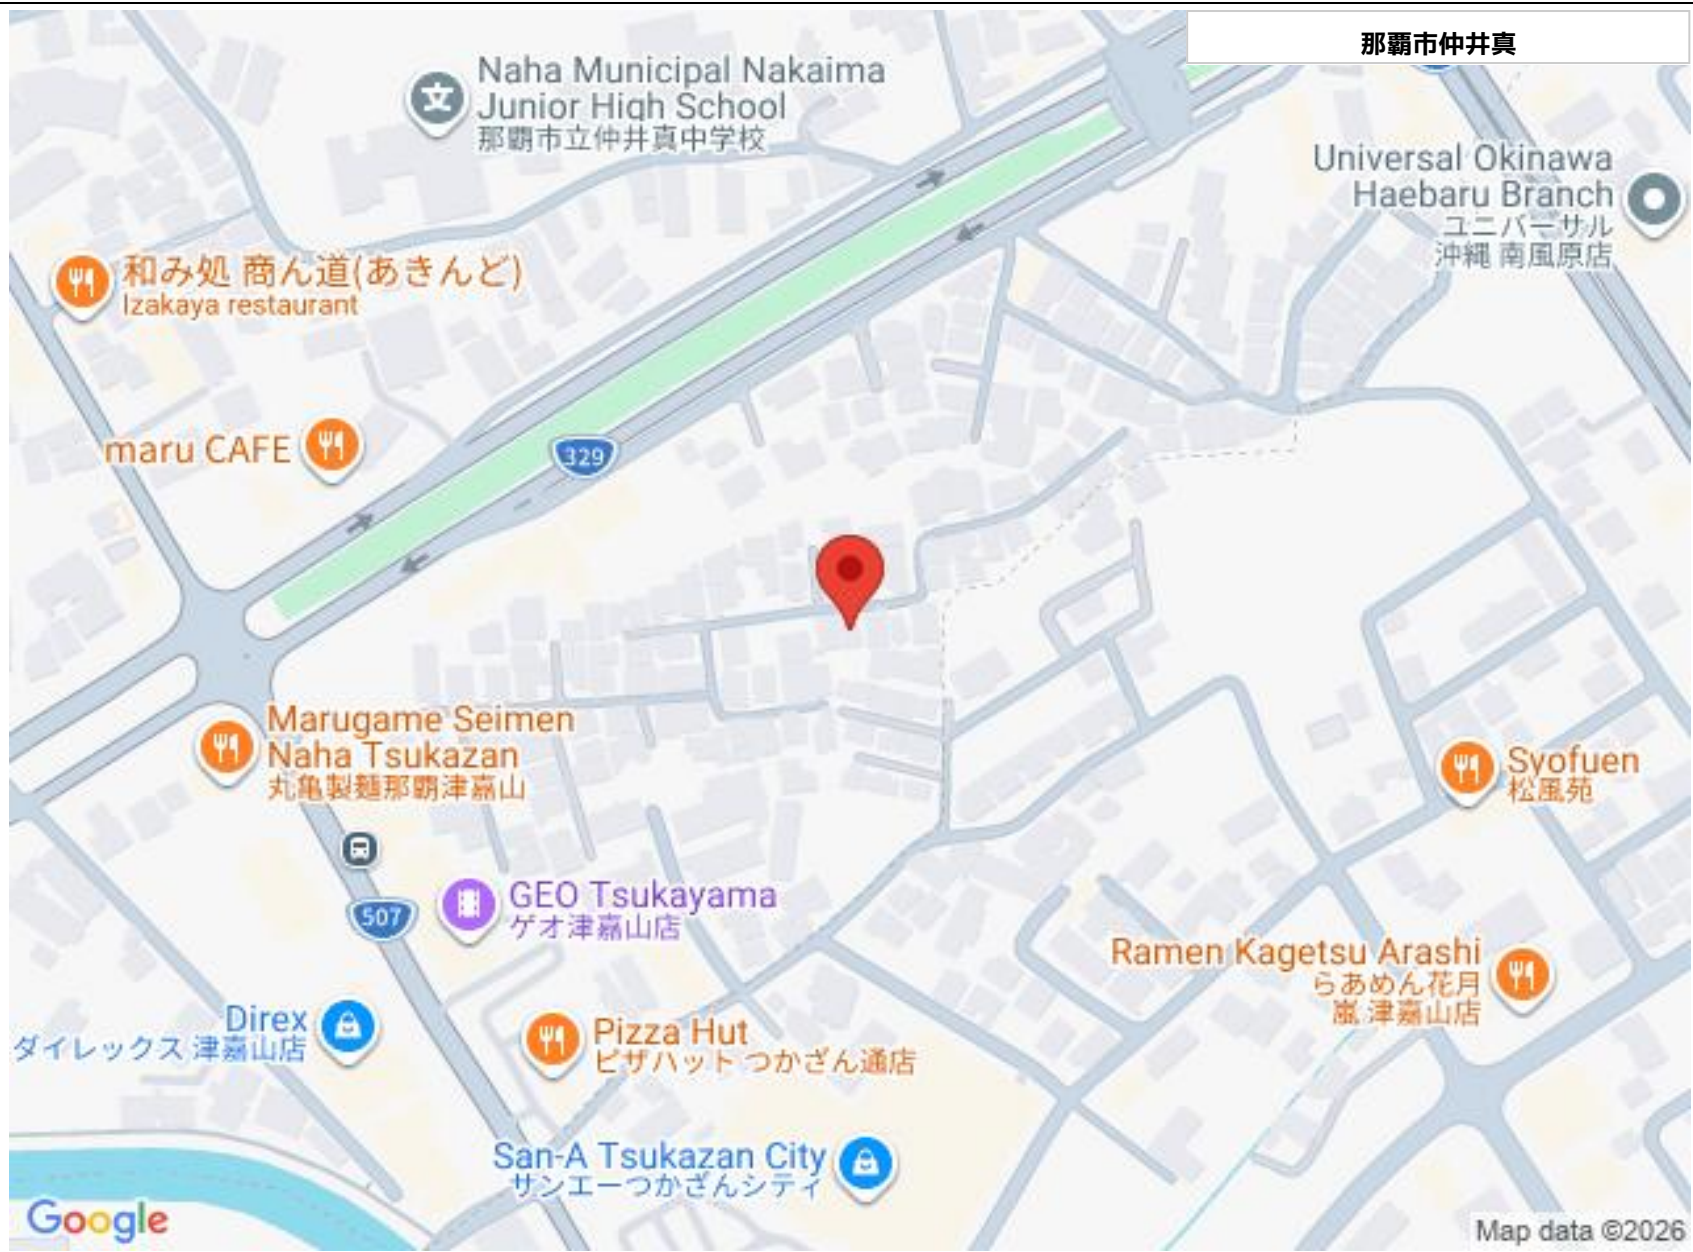 那覇市仲井真
Naha Municipal Nakaima
Junior High School
那覇市立仲井真中学校
文
Universal Okinawa
Haebaru Branch
ユニバーサル
沖縄 南風原店
和み処 商ん道(あきんど)
Izakaya restaurant
maru CAFE
329
Marugame Seimen
Naha Tsukazan
丸亀製麺那覇津嘉山
Syofuen
松風苑
GEO Tsukayama
ゲオ津嘉山店
507
Ramen Kagetsu Arashi
らあめん花月
嵐 津嘉山店
Direx
ダイレックス 津嘉山店
Pizza Hut
ピザハット つかざん通店
San-A Tsukazan City
サンエーつかざんシティ
Google
Map data ©2026